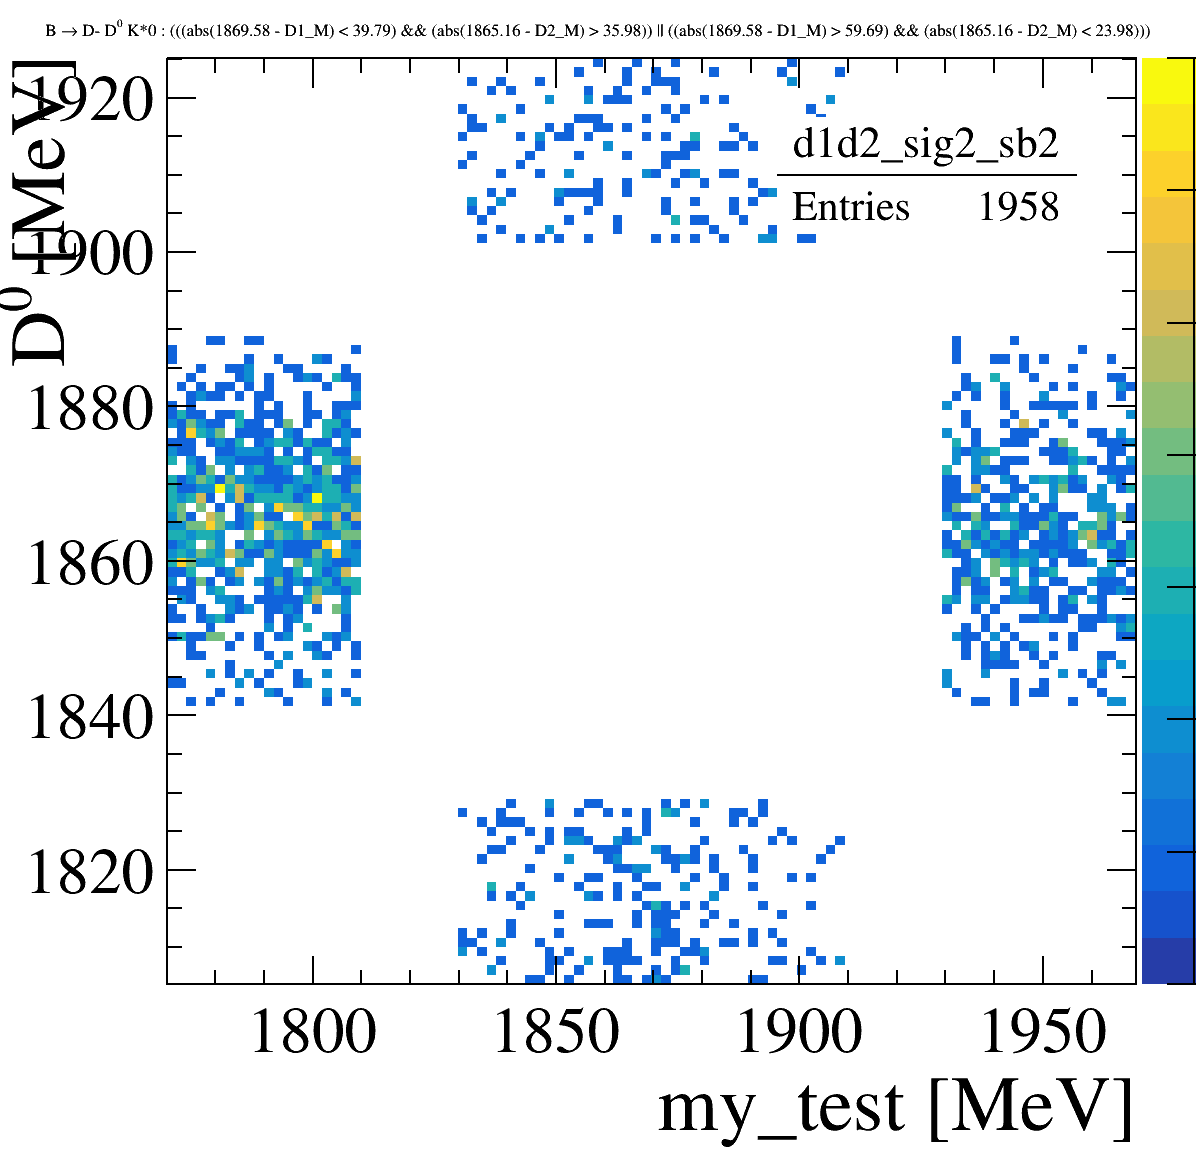 B → D- D⁰ K*0 : (((abs(1869.58 - D1_M) < 39.79) && (abs(1865.16 - D2_M) > 35.98)) || ((abs(1869.58 - D1_M) > 59.69) && (abs(1865.16 - D2_M) < 23.98)))
D⁰ [MeV]
1920
d1d2_sig2_sb2
Entries 1958
1900
1880
1860
1840
1820
1800 1850 1900 1950
my_test [MeV]